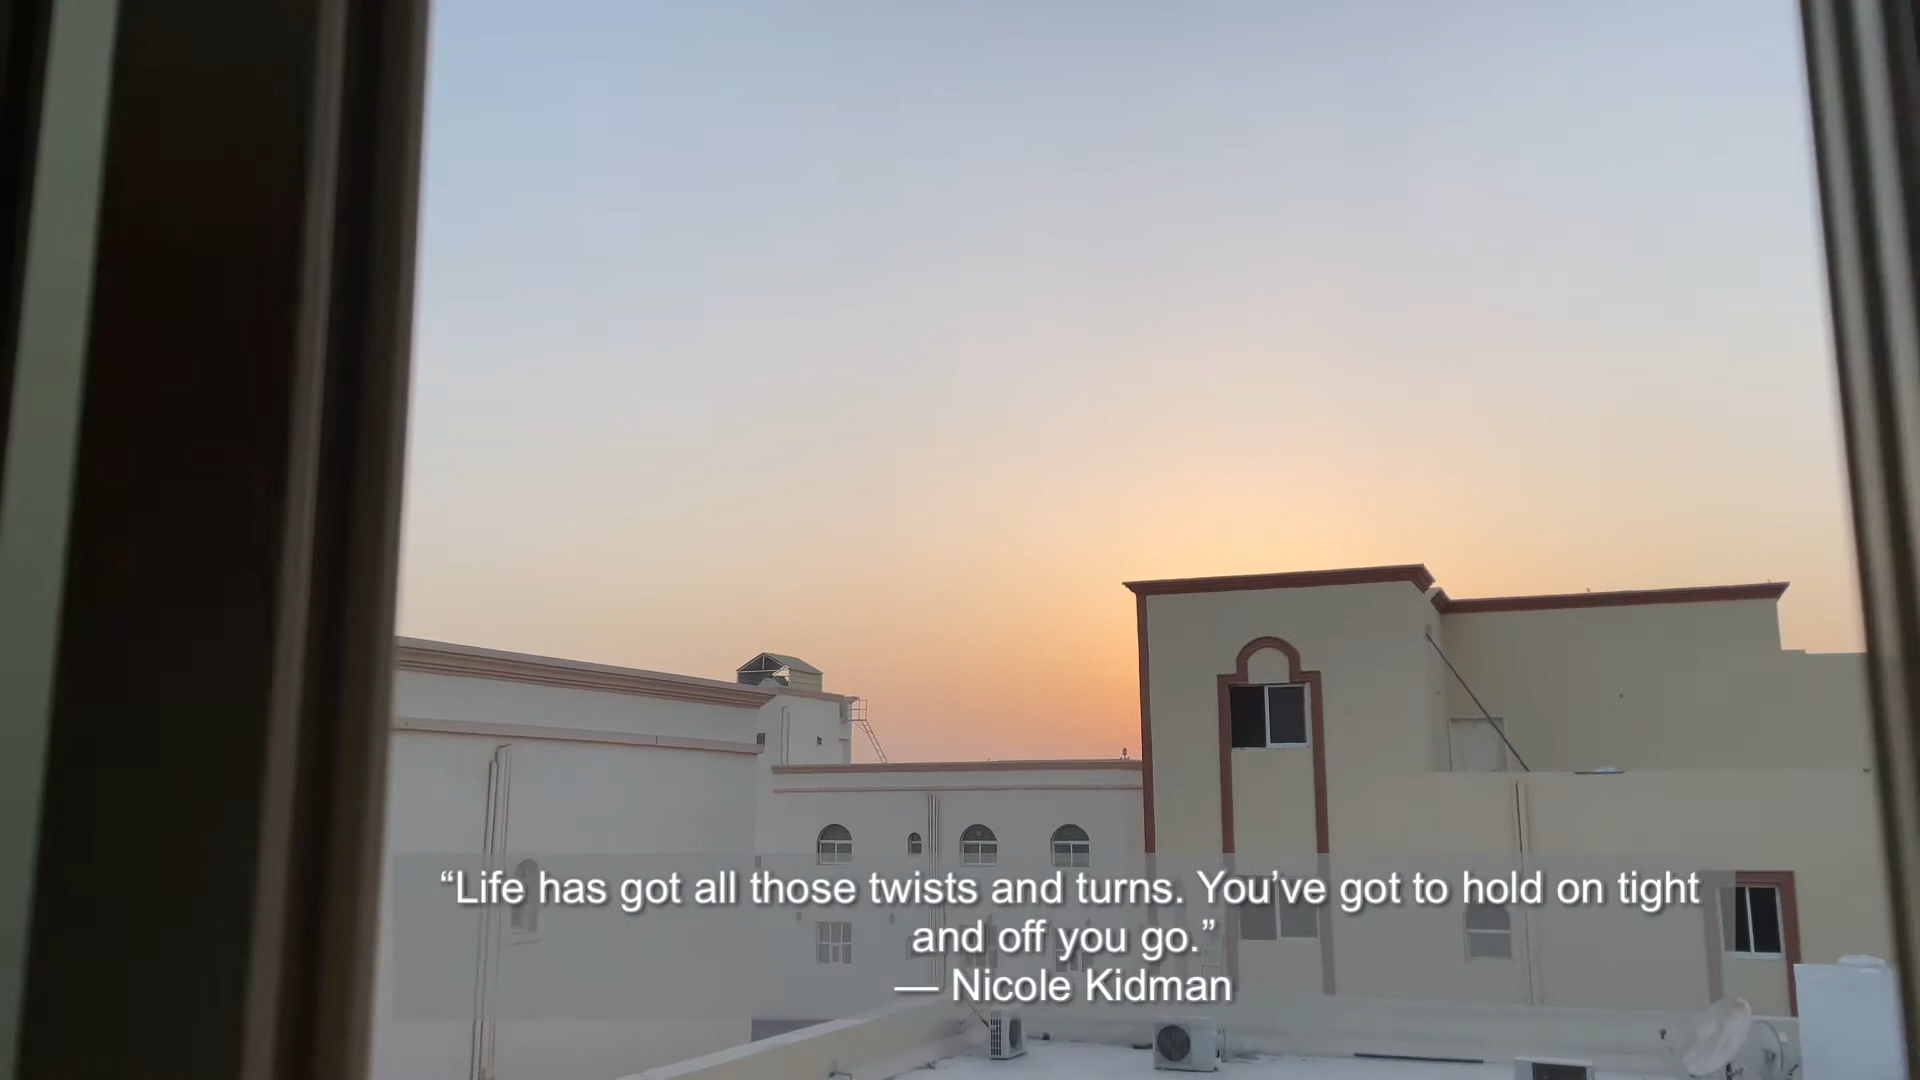 “Life has got all those twists and turns. You’ve got to hold on tight
and off you go.”
— Nicole Kidman